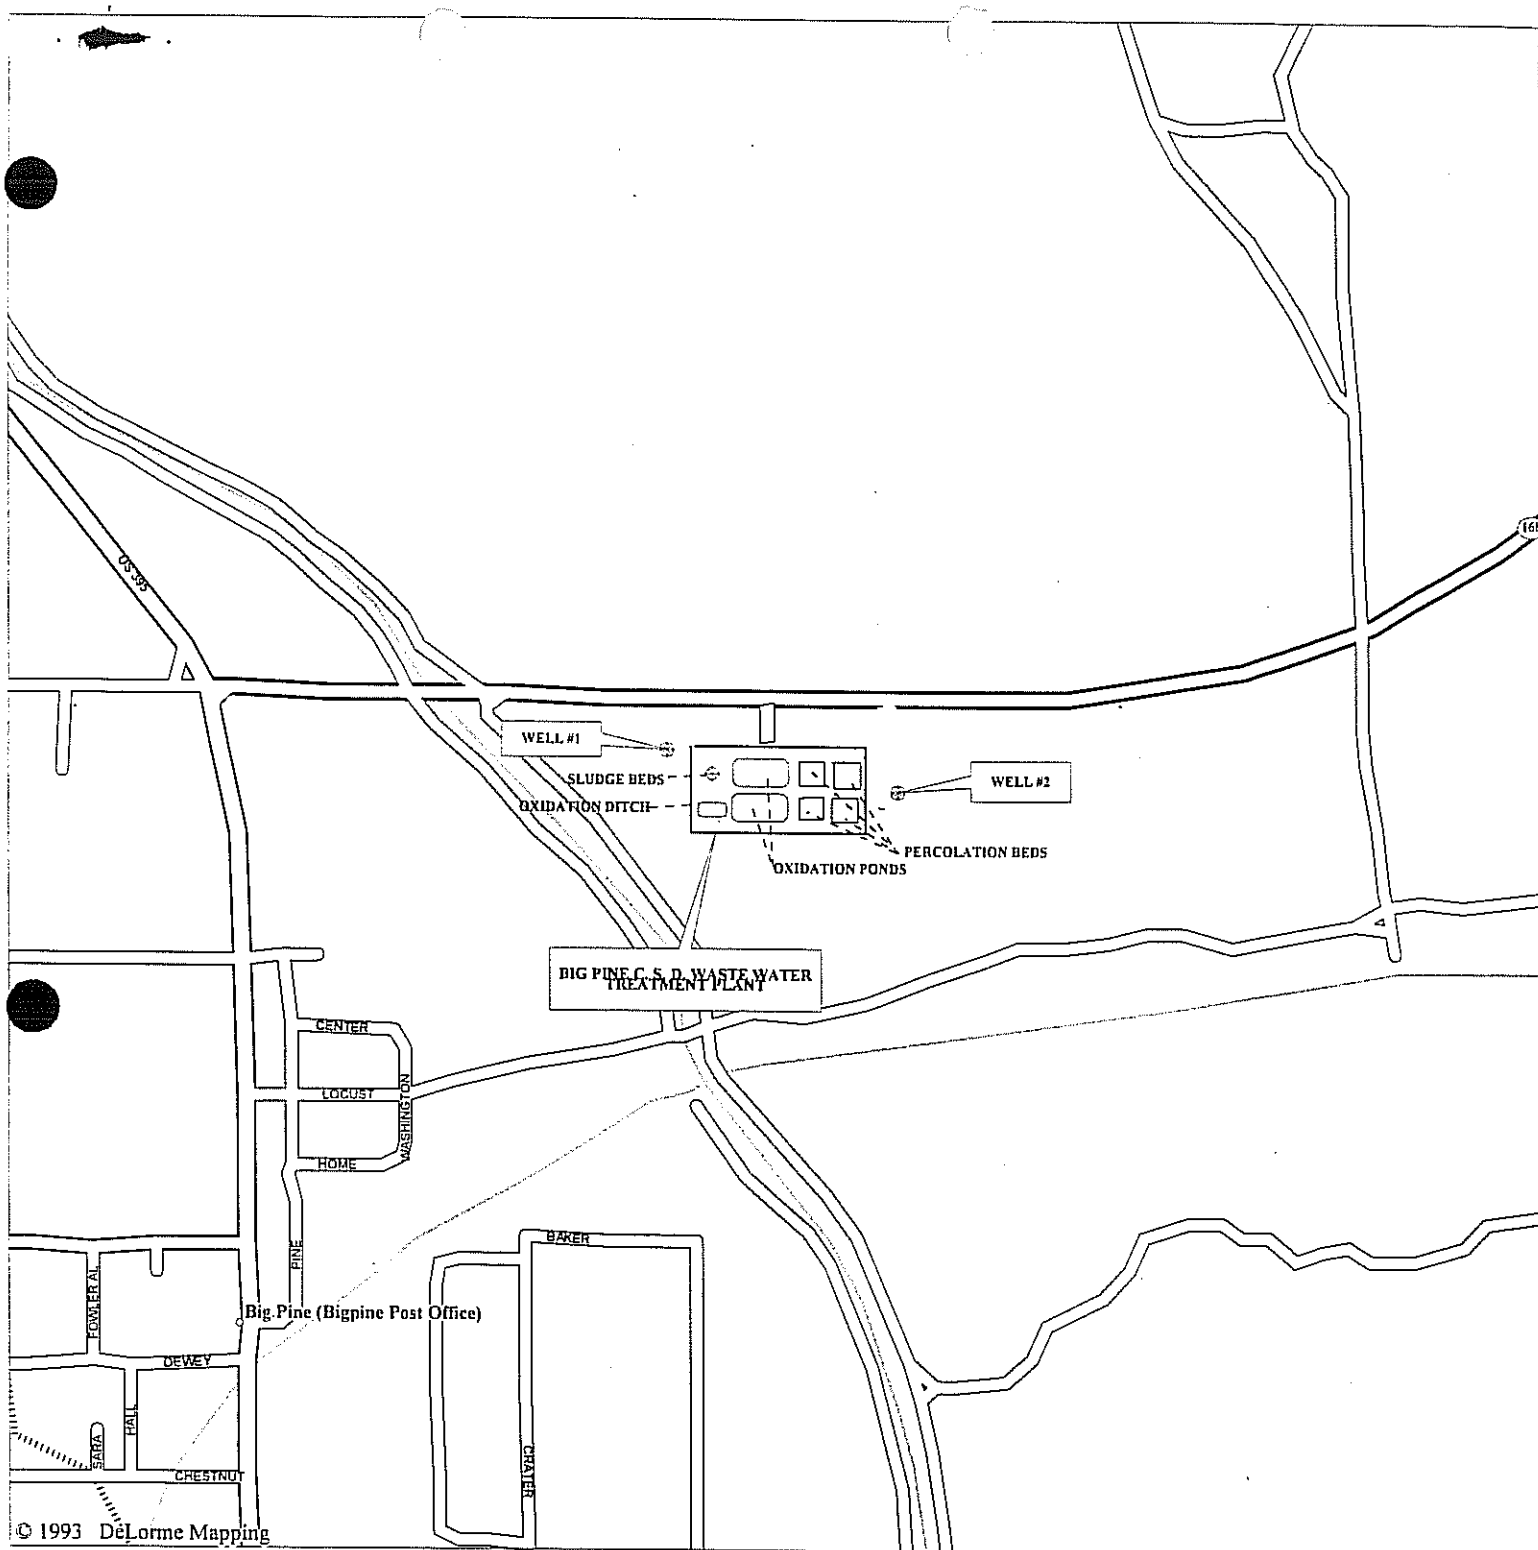 US 395
WELL #1
SLUDGE BEDS
OXIDATION DITCH
WELL #2
PERCOLATION BEDS
OXIDATION PONDS
BIG PINE C. S. D. WASTE WATER
TREATMENT PLANT
CENTER
LOCUST
WASHINGTON
HOME
PINE
BAKER
FOWLER AL
Big Pine (Bigpine Post Office)
DEWEY
HALL
SARA
CHESTNUT
CRATER
© 1993 DeLorme Mapping